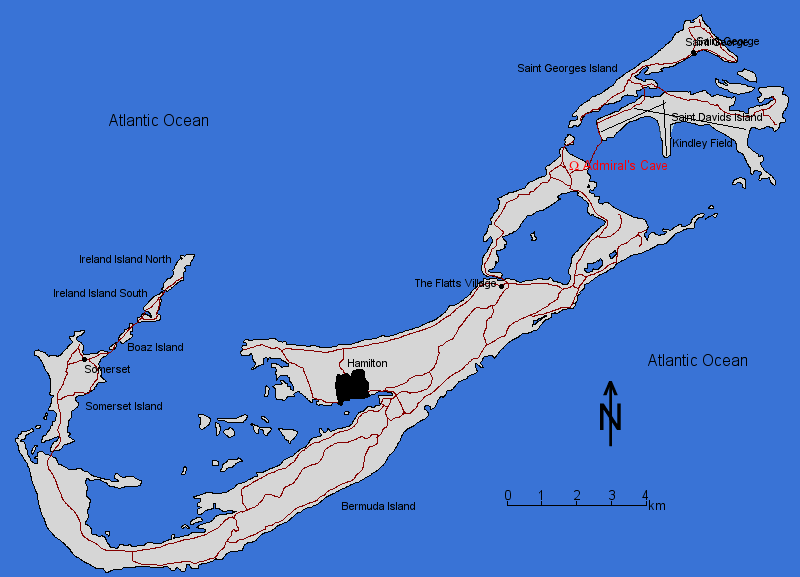 Saint George
Saint George
Saint Georges Island
Atlantic Ocean
Saint Davids Island
Kindley Field
Ω Admiral's Cave
Ireland Island North
The Flatts Village
Ireland Island South
Boaz Island
Atlantic Ocean
Hamilton
Somerset
Somerset Island
N
0 1 2 3 4
km
Bermuda Island